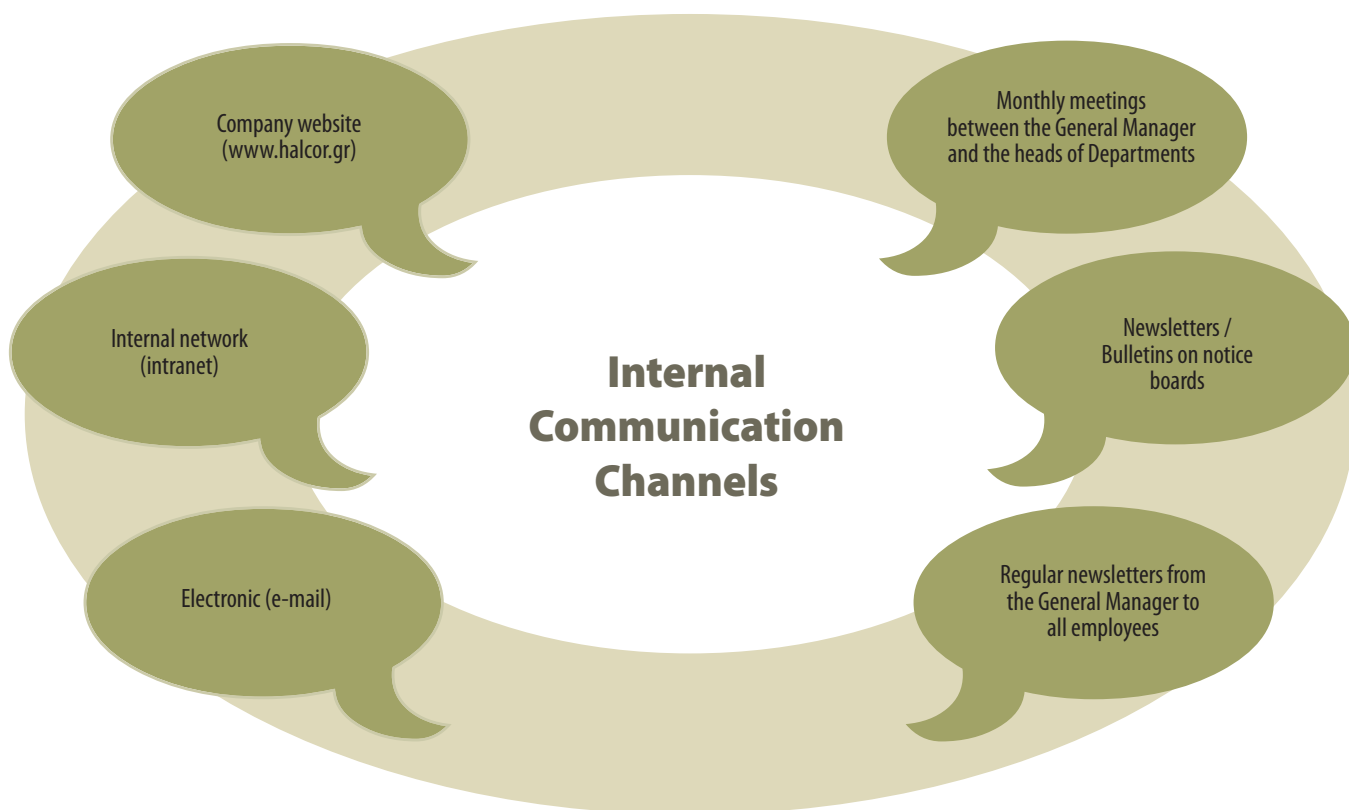 Company website
(www.halcor.gr)
Monthly meetings
between the General Manager
and the heads of Departments
Internal network
(intranet)
Newsletters /
Bulletins on notice
boards
Internal
Communication
Channels
Electronic (e-mail)
Regular newsletters from
the General Manager to
all employees